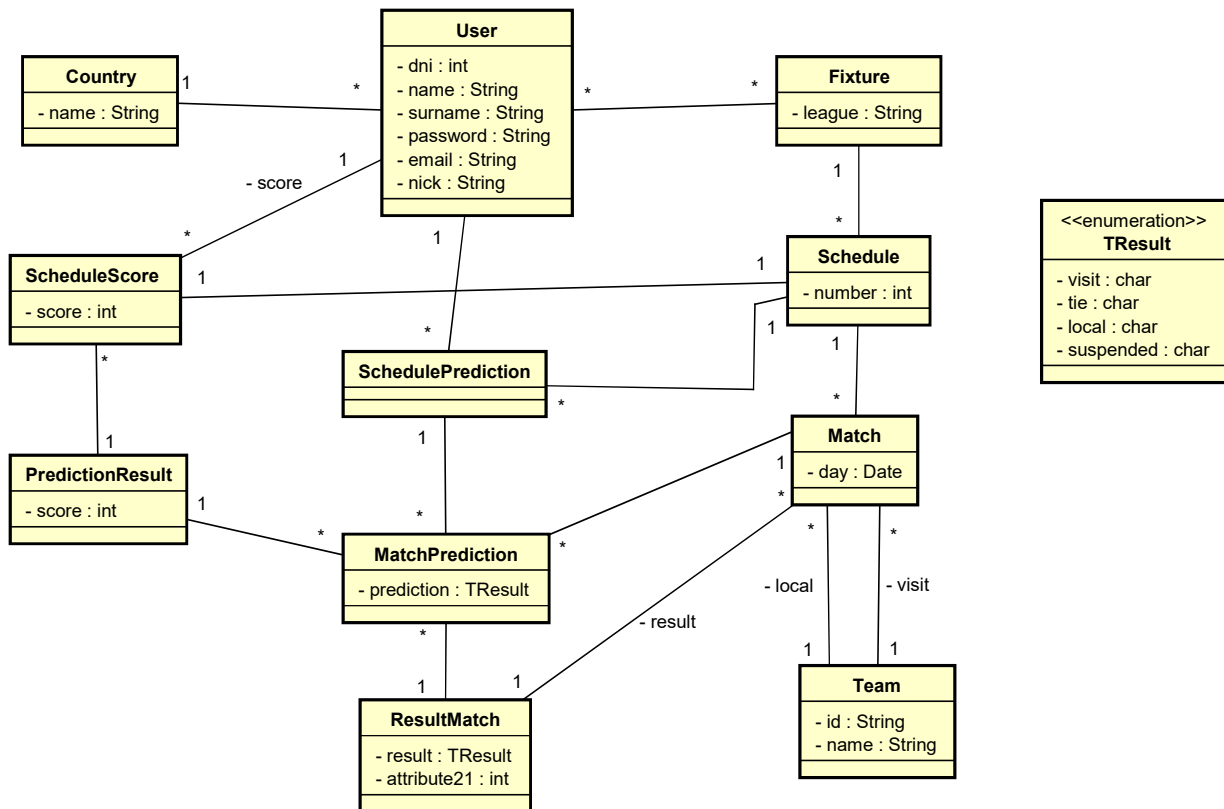 User
- dni : int
- name : String
- surname : String
- password : String
- email : String
- nick : String
Country
- name : String
1
*
*
*
Fixture
- league : String
1
- score
*
1
1
*
<<enumeration>>
TResult
- visit : char
- tie : char
- local : char
- suspended : char
ScheduleScore
- score : int
1
1
Schedule
- number : int
*
*
1
1
SchedulePrediction
*
*
1
1
Match
- day : Date
PredictionResult
- score : int
1
*
*
1
*
*
*
*
MatchPrediction
- prediction : TResult
- local
- visit
- result
*
1
1
1
1
Team
- id : String
- name : String
ResultMatch
- result : TResult
- attribute21 : int